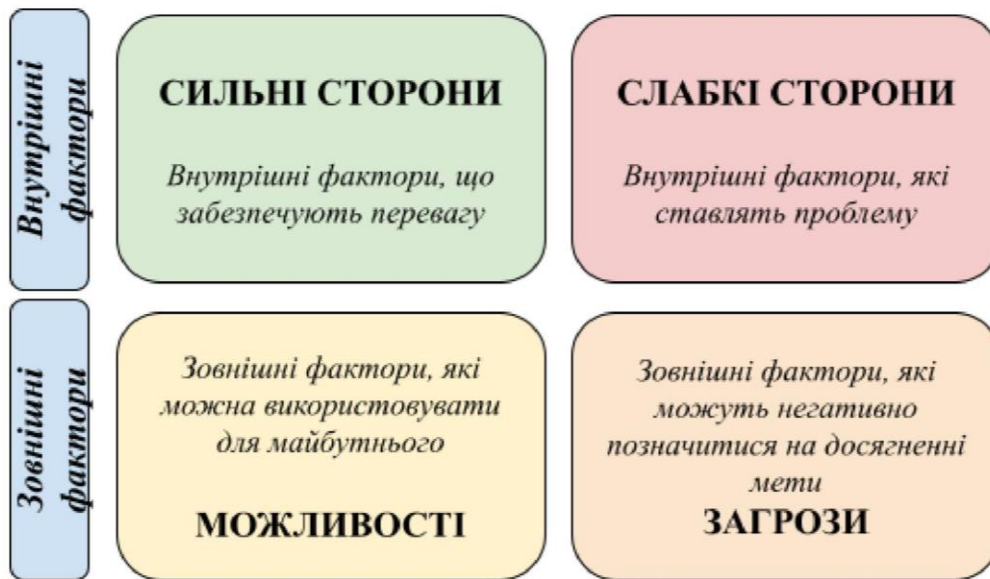 Внутрішні
фактори
СИЛЬНІ СТОРОНИ
Внутрішні фактори, що
забезпечують перевагу
СЛАБКІ СТОРОНИ
Внутрішні фактори, які
ставлять проблему
Зовнішні
фактори
Зовнішні фактори, які
можна використовувати
для майбутнього
МОЖЛИВОСТІ
Зовнішні фактори, які
можуть негативно
позначитися на досягненні
мети
ЗАГРОЗИ